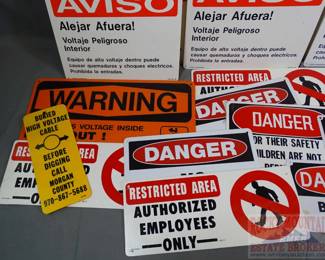 AVISO
Alejar Afuera!
Voltaje Peligroso
Interior
Equipo de alto voltaje dentro puede
causar quemaduras y choques electricos.
Prohibida la entrada.
AVISO
Alejar Afuera!
Voltaje Peligroso
Interior
Equipo de alto voltaje dentro puede
causar quemaduras y choques electricos.
Prohibida la entrada.
WARNING
VOLTAGE INSIDE
OUT!
BURIED
HIGH VOLTAGE
CABLE
BEFORE
DIGGING
CALL
MORGAN
COUNTY
970-867-5688
RESTRICTED AREA
AUTHORIZED
EMPLOYEES
ONLY
RESTRICTED AREA
DANGER
DANGER
FOR THEIR SAFETY
CHILDREN ARE NOT
DANGER
RESTRICTED AREA
AUTHORIZED
EMPLOYEES
—ONLY—
ESTATE BROKERS